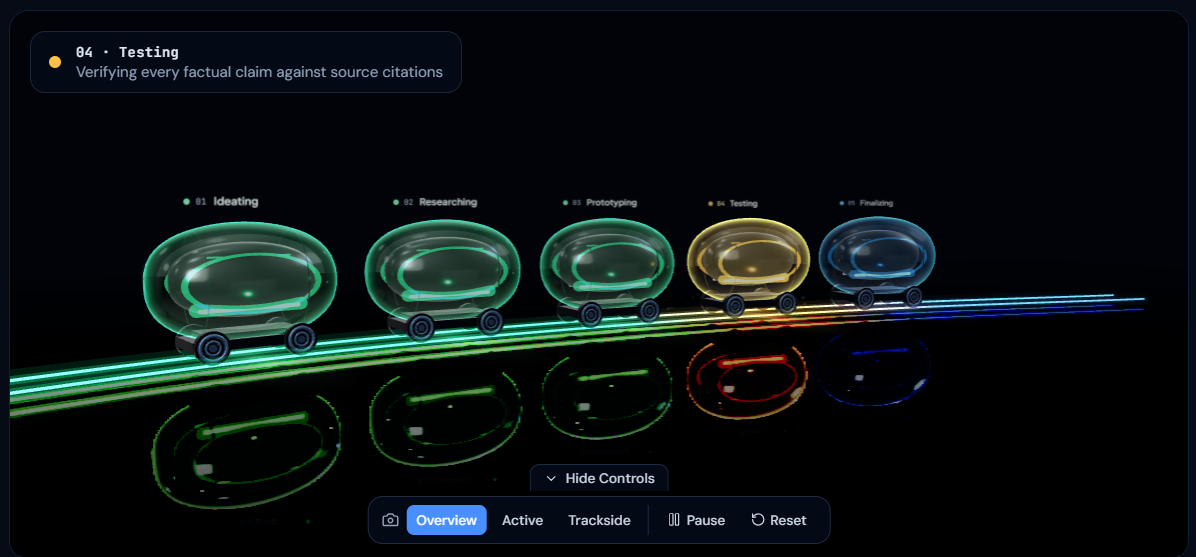 04 · Testing
Verifying every factual claim against source citations
01 Ideating
02 Researching
03 Prototyping
04 Testing
05 Finalizing
Hide Controls
Overview
Active
Trackside
Pause
Reset